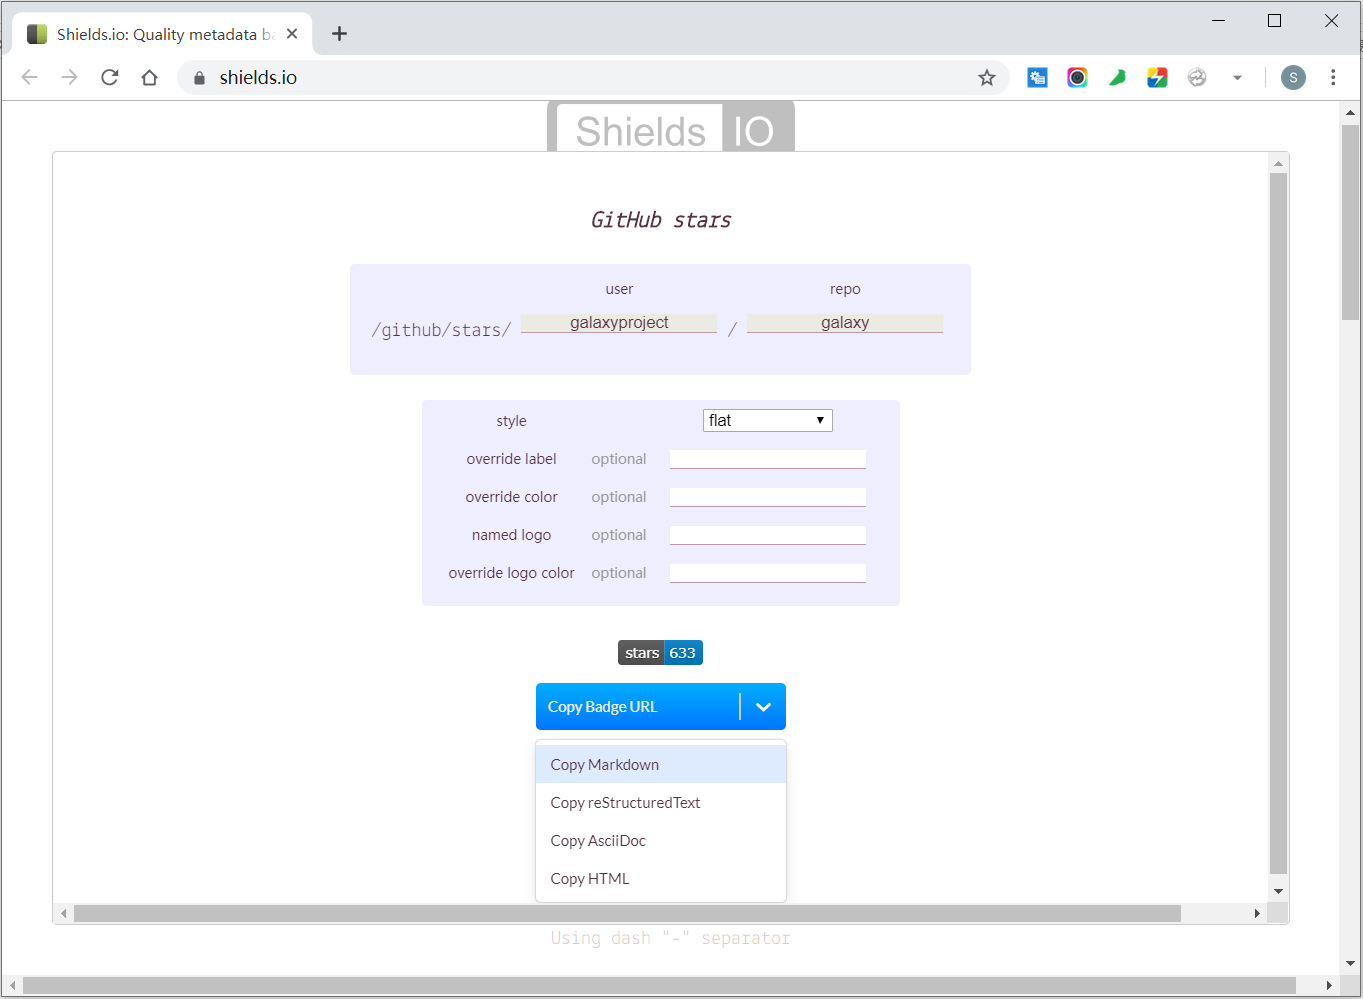 Shields.io: Quality metadata ba
shields.io
S
Shields IO
GitHub stars
user repo
/github/stars/ galaxyproject / galaxy
style flat
override label optional
override color optional
named logo optional
override logo color optional
stars 633
Copy Badge URL
Copy Markdown
Copy reStructuredText
Copy AsciiDoc
Copy HTML
Using dash "-" separator